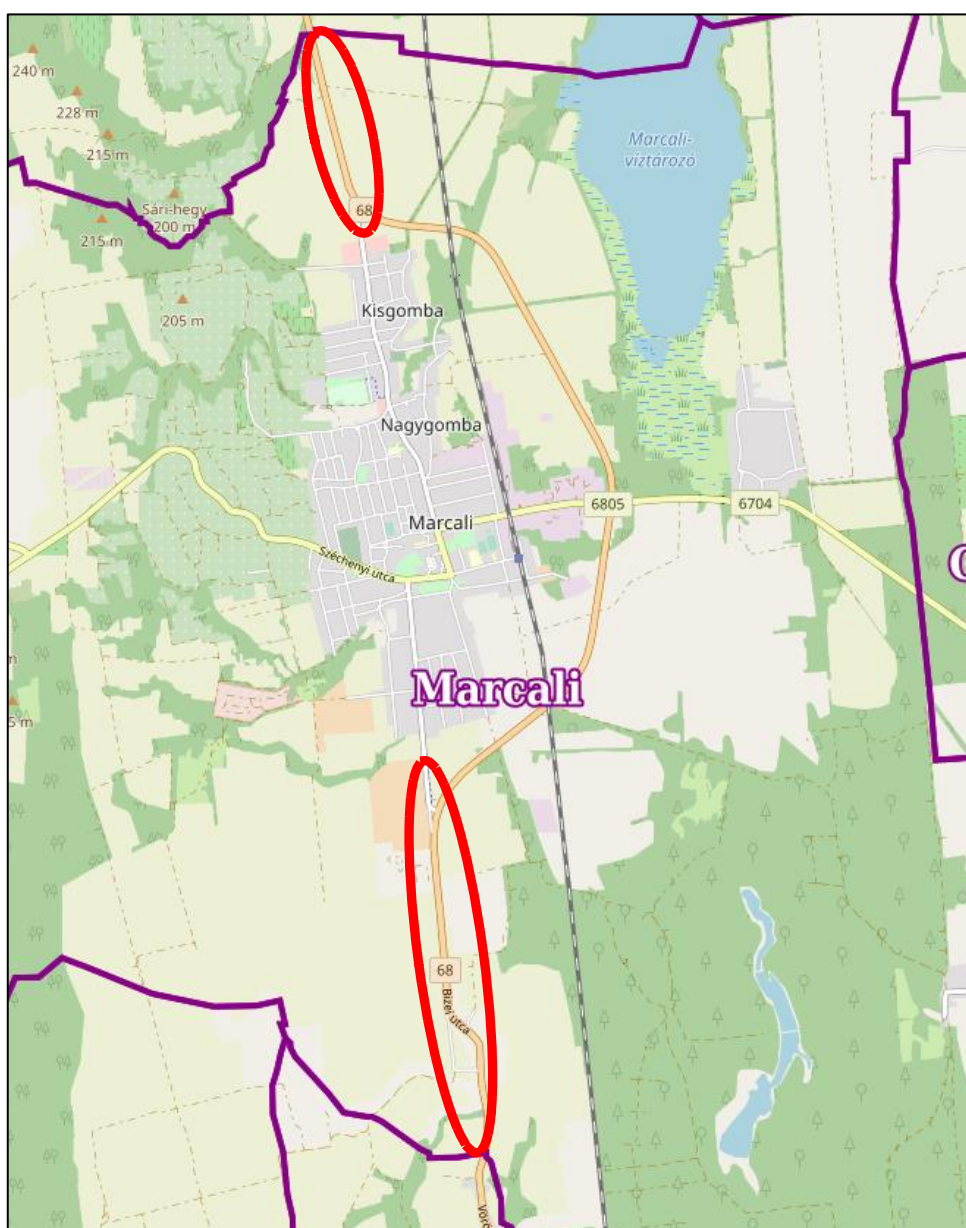 240 m
228 m
215 m
Marcali-
víztározó
Sári-hegy
200 m
215 m
68
205 m
Kisgomba
Nagygomba
Marcali
6805
6704
Széchenyi utca
Marcali
68
Bizei utca